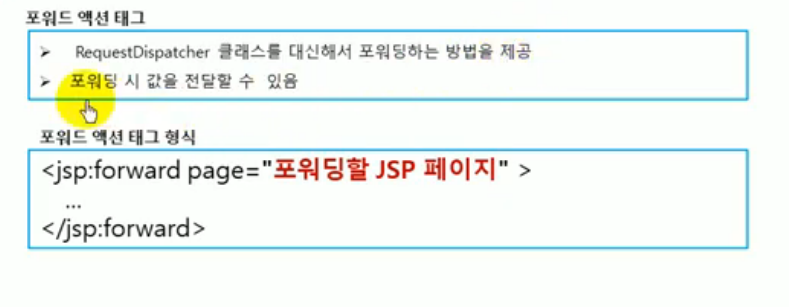 포워드 액션 태그
➢ RequestDispatcher 클래스를 대신해서 포워딩하는 방법을 제공
➢ 포워딩 시 값을 전달할 수 있음
포워드 액션 태그 형식
<jsp:forward page="포워딩할 JSP 페이지" >
...
</jsp:forward>